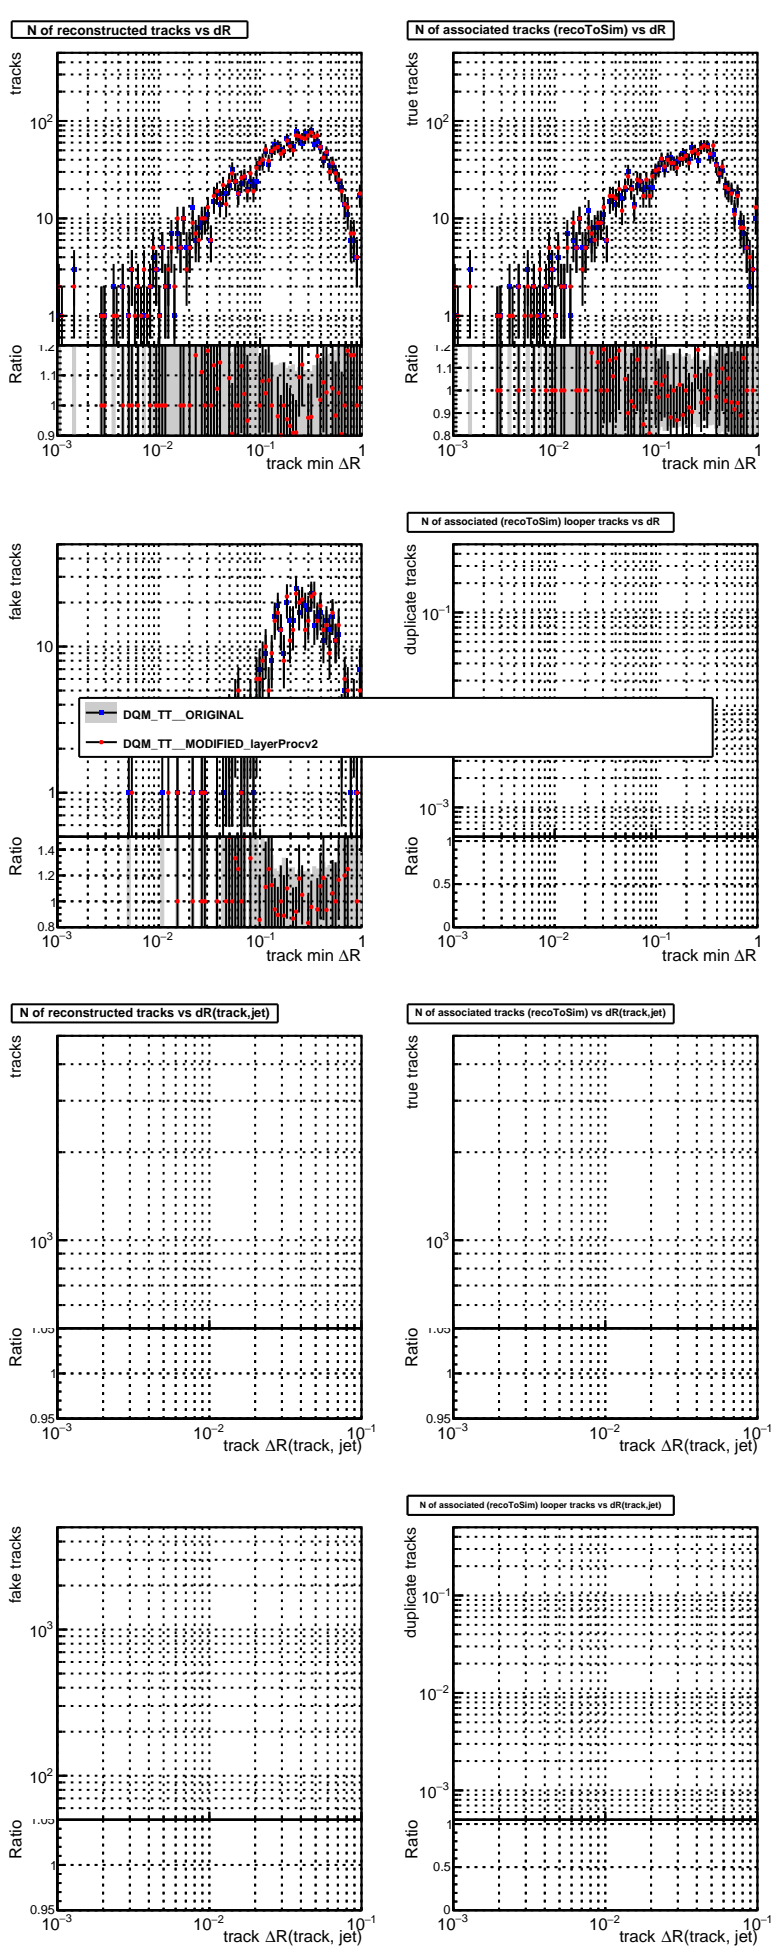 N of reconstructed tracks vs dR
tracks
10²
10
1
Ratio
1.2
1.1
1
0.9
10⁻³
10⁻²
10⁻¹
1
track min ΔR
N of associated tracks (recoToSim) vs dR
true tracks
10²
10
1
Ratio
1.2
1.1
1
0.9
0.8
10⁻³
10⁻²
10⁻¹
1
track min ΔR
fake tracks
10
1
Ratio
1.4
1.2
1
0.8
10⁻³
10⁻²
10⁻¹
1
track min ΔR
N of associated (recoToSim) looper tracks vs dR
duplicate tracks
10⁻¹
10⁻³
Ratio
1
0.5
0
10⁻³
10⁻²
10⁻¹
1
track min ΔR
DQM_TT__ORIGINAL
DQM_TT__MODIFIED_layerProcv2
N of reconstructed tracks vs dR(track,jet)
tracks
10³
Ratio
1.05
1
0.95
10⁻³
10⁻²
10⁻¹
track ΔR(track, jet)
N of associated tracks (recoToSim) vs dR(track,jet)
true tracks
10³
Ratio
1.05
1
0.95
10⁻³
10⁻²
10⁻¹
track ΔR(track, jet)
fake tracks
10³
10²
Ratio
1.05
1
0.95
10⁻³
10⁻²
10⁻¹
track ΔR(track, jet)
N of associated (recoToSim) looper tracks vs dR(track,jet)
duplicate tracks
10⁻¹
10⁻²
10⁻³
Ratio
1
0.5
0
10⁻³
10⁻²
10⁻¹
track ΔR(track, jet)